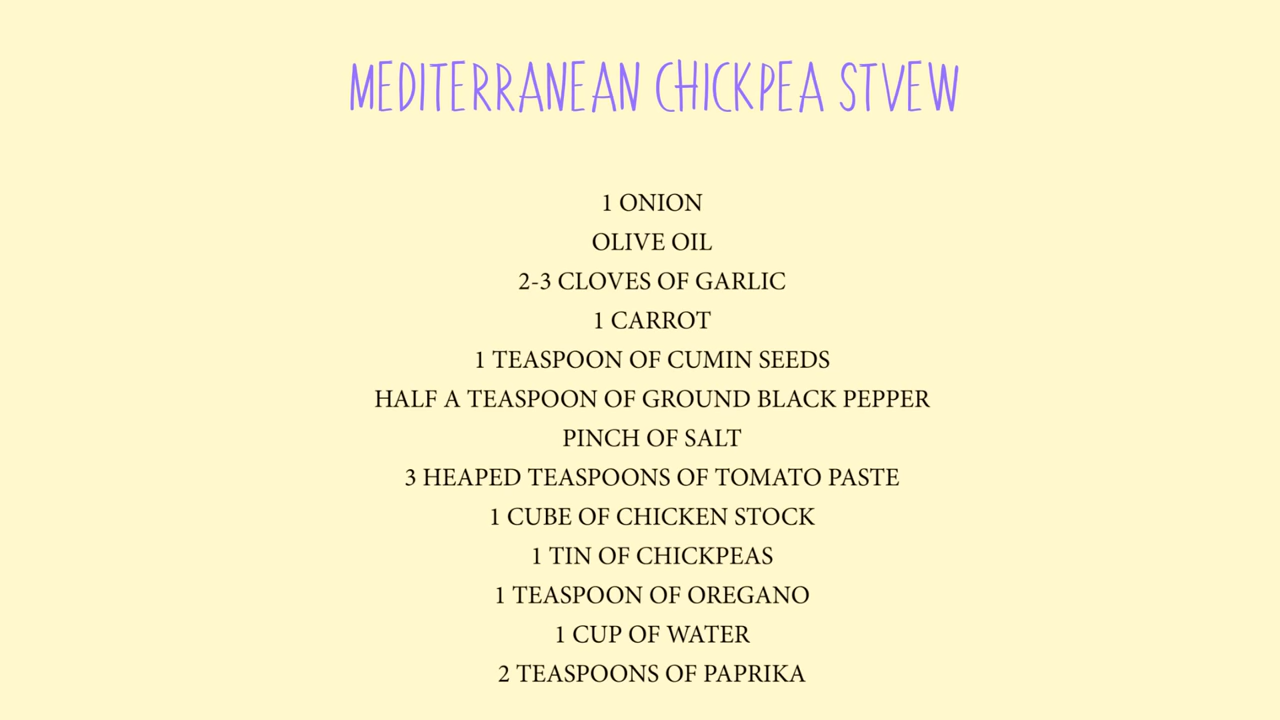 MEDITERRANEAN CHICKPEA STVEW
1 ONION
OLIVE OIL
2-3 CLOVES OF GARLIC
1 CARROT
1 TEASPOON OF CUMIN SEEDS
HALF A TEASPOON OF GROUND BLACK PEPPER
PINCH OF SALT
3 HEAPED TEASPOONS OF TOMATO PASTE
1 CUBE OF CHICKEN STOCK
1 TIN OF CHICKPEAS
1 TEASPOON OF OREGANO
1 CUP OF WATER
2 TEASPOONS OF PAPRIKA